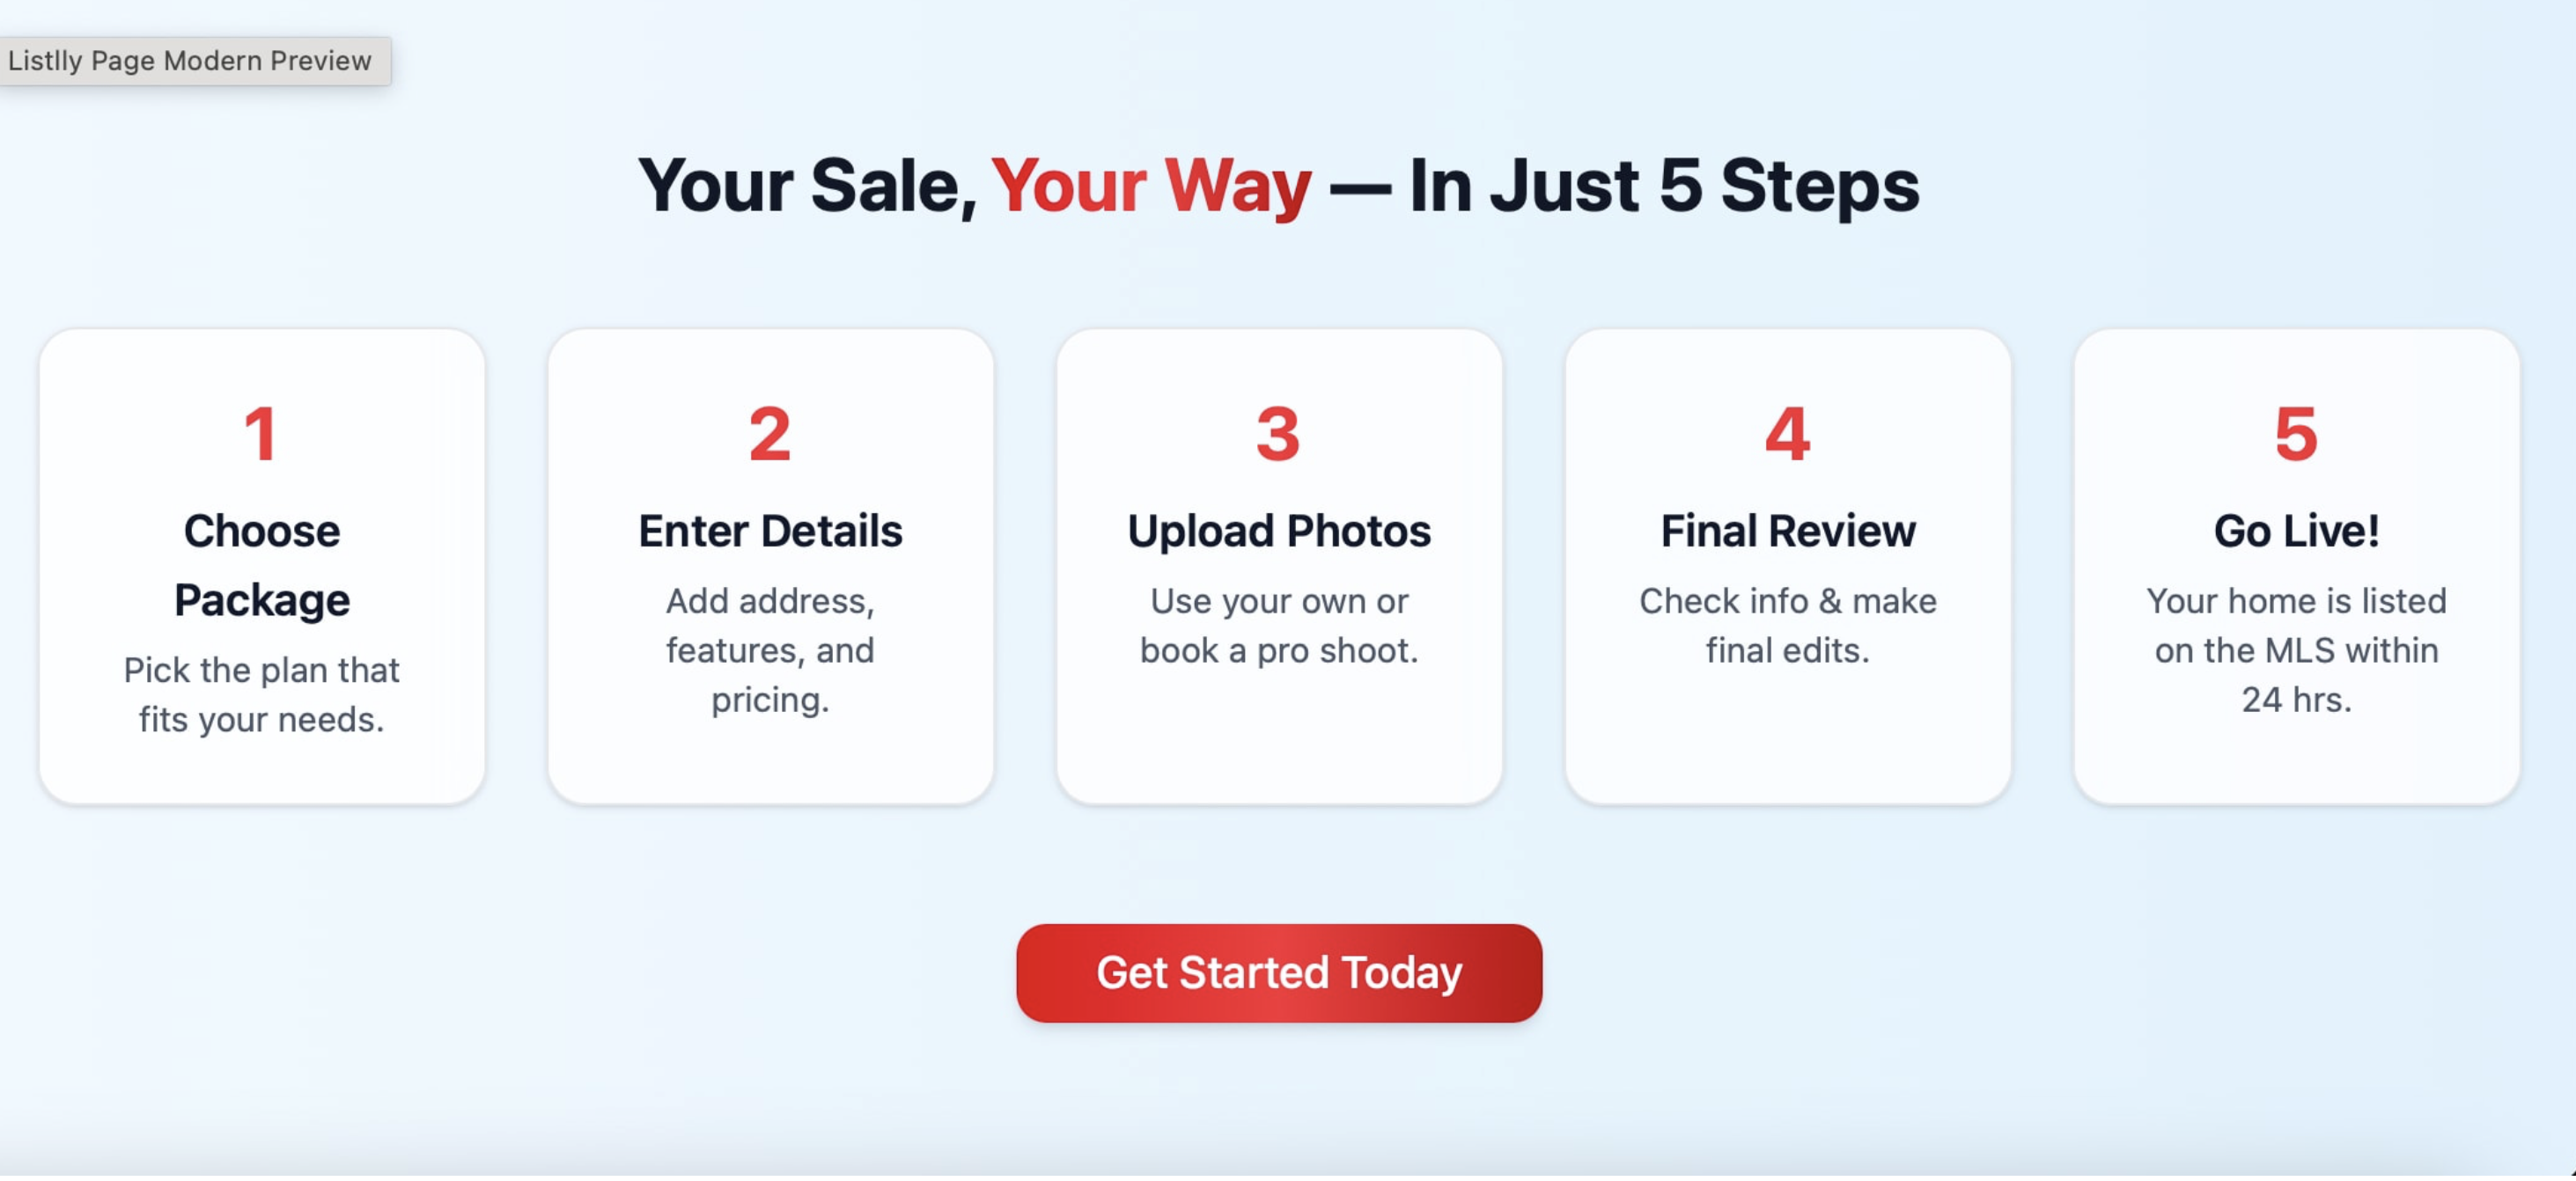 Listlly Page Modern Preview
Your Sale, Your Way — In Just 5 Steps
1
Choose
Package
Pick the plan that
fits your needs.
2
Enter Details
Add address,
features, and
pricing.
3
Upload Photos
Use your own or
book a pro shoot.
4
Final Review
Check info & make
final edits.
5
Go Live!
Your home is listed
on the MLS within
24 hrs.
Get Started Today